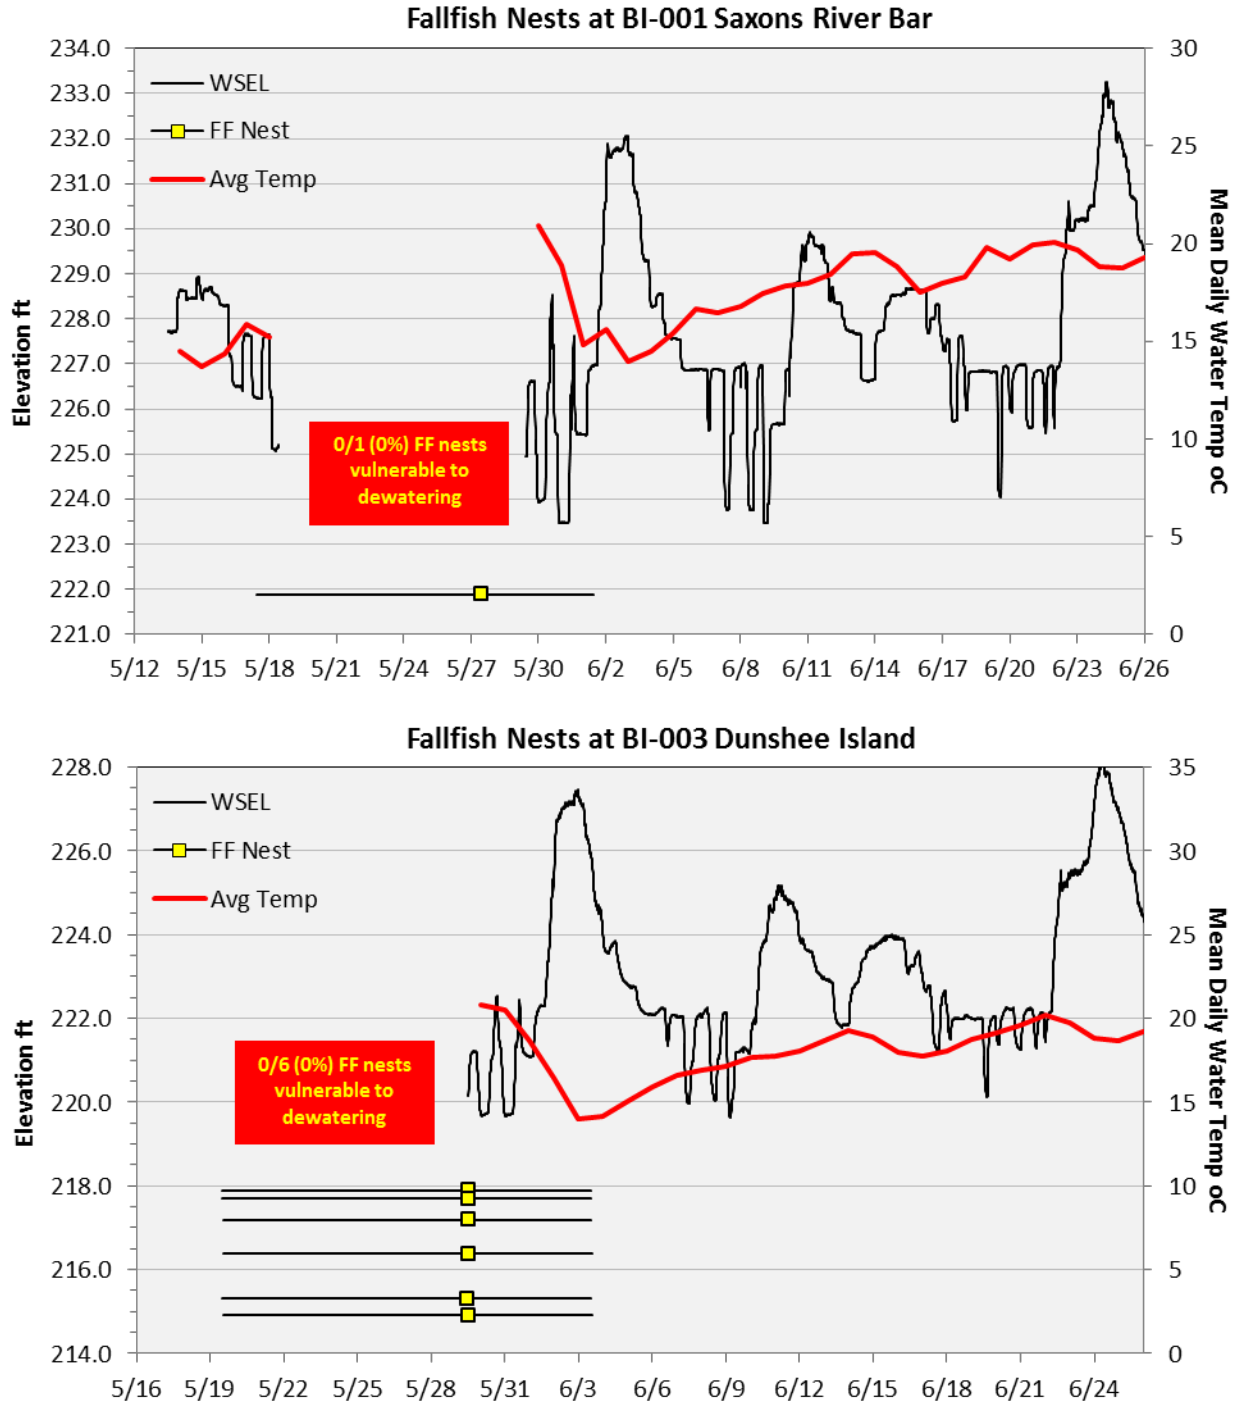 Fallfish Nests at BI-001 Saxons River Bar
234.0
233.0
232.0
231.0
230.0
229.0
228.0
227.0
226.0
225.0
224.0
223.0
222.0
221.0
Elevation ft
WSEL
FF Nest
Avg Temp
0/1 (0%) FF nests
vulnerable to
dewatering
30
25
20
15
10
5
0
Mean Daily Water Temp oC
5/12 5/15 5/18 5/21 5/24 5/27 5/30 6/2 6/5 6/8 6/11 6/14 6/17 6/20 6/23 6/26
Fallfish Nests at BI-003 Dunshee Island
228.0
226.0
224.0
222.0
220.0
218.0
216.0
214.0
Elevation ft
WSEL
FF Nest
Avg Temp
0/6 (0%) FF nests
vulnerable to
dewatering
35
30
25
20
15
10
5
0
Mean Daily Water Temp oC
5/16 5/19 5/22 5/25 5/28 5/31 6/3 6/6 6/9 6/12 6/15 6/18 6/21 6/24